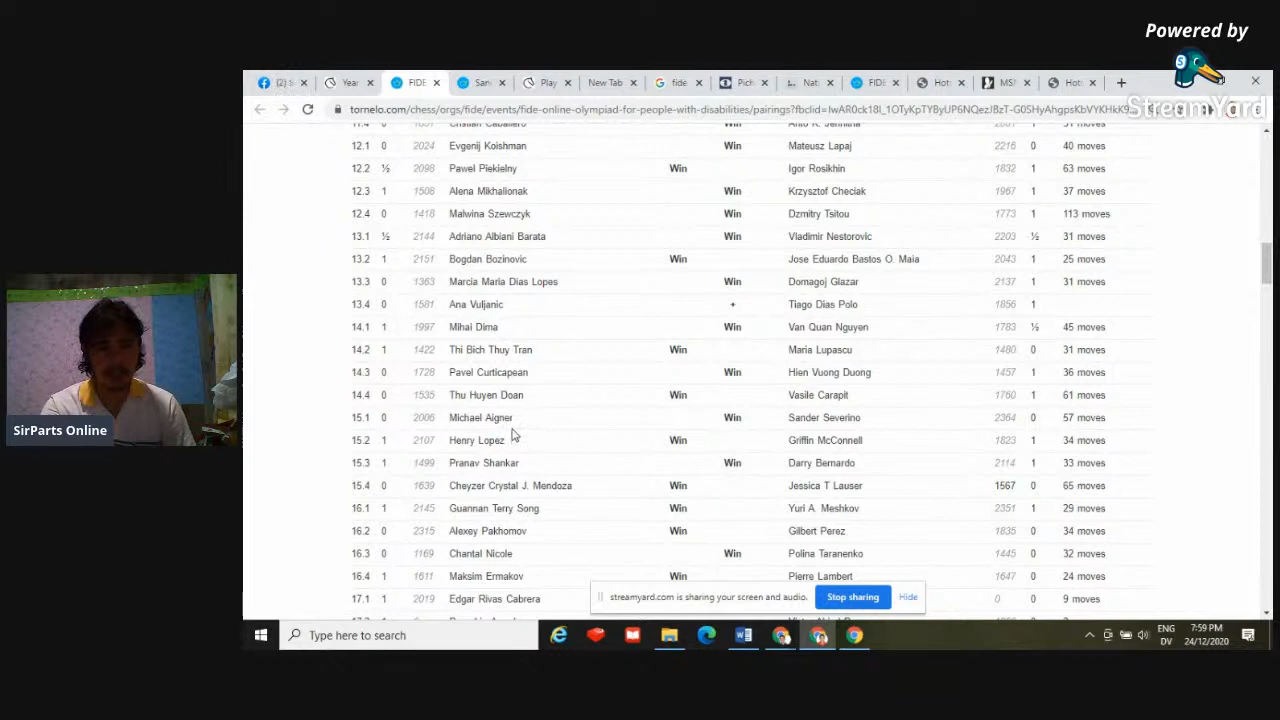 Powered by
StreamYard
(2) 
Year
FIDE
San
Play
New Tab
fide
Pich
Nati
FIDE
Hot
MS/
Hot
tornelo.com/chess/orgs/fide/events/fide-online-olympiad-for-people-with-disabilities/pairings?fbclid=
12.1 0 2024 Evgenij Koishman Win Mateusz Lapaj 2216 0 40 moves
12.2 ½ 2098 Pawel Piekielny Win Igor Rosikhin 1832 1 63 moves
12.3 1 1508 Alena Mikhalionak Win Krzysztof Checiak 1967 1 37 moves
12.4 0 1418 Malwina Szewczyk Win Dzmitry Tsitou 1773 1 113 moves
13.1 ½ 2144 Adriano Albiani Barata Win Vladimir Nestorovic 2203 ½ 31 moves
13.2 1 2151 Bogdan Bozinovic Win Jose Eduardo Bastos O. Maia 2043 1 25 moves
13.3 0 1363 Marcia Maria Dias Lopes Win Domagoj Glazar 2137 1 31 moves
13.4 0 1581 Ana Vuljanic + Tiago Dias Polo 1856 1
14.1 1 1997 Mihai Dima Win Van Quan Nguyen 1783 ½ 45 moves
14.2 1 1422 Thi Bich Thuy Tran Win Maria Lupascu 1480 0 31 moves
14.3 0 1728 Pavel Curticapean Win Hien Vuong Duong 1457 1 36 moves
14.4 0 1535 Thu Huyen Doan Win Vasile Carapit 1760 1 65 moves
15.1 0 2006 Michael Aigner Win Sander Severino 2364 0 57 moves
15.2 1 2107 Henry Lopez Win Griffin McConnell 1823 1 34 moves
15.3 1 1499 Pranav Shankar Win Darry Bernardo 2114 1 33 moves
15.4 0 1639 Cheyzer Crystal J. Mendoza Win Jessica T Lauser 1567 0 65 moves
16.1 1 2145 Guannan Terry Song Win Yuri A. Meshkov 2351 1 29 moves
16.2 0 2315 Alexey Pakhomov Win Gilbert Perez 1835 0 34 moves
16.3 0 1169 Chantal Nicole Win Polina Taranenko 1445 0 32 moves
16.4 1 1611 Maksim Ermakov Win Pierre Lambert 1647 0 24 moves
17.1 1 2019 Edgar Rivas Cabrera 0 0 9 moves
streamyard.com is sharing your screen and audio. Stop sharing Hide
SirParts Online
Type here to search
ENG
DV
7:59 PM
24/12/2020